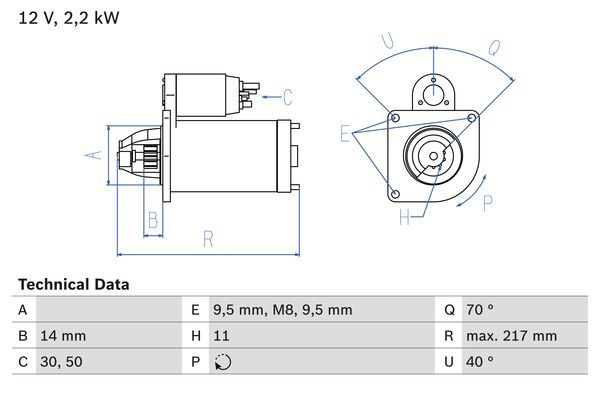 12 V, 2,2 kW
U
Q
C
E
A
B
R
H
P
Technical Data
A E 9,5 mm, M8, 9,5 mm Q 70 °
B 14 mm H 11 R max. 217 mm
C 30, 50 P U 40 °